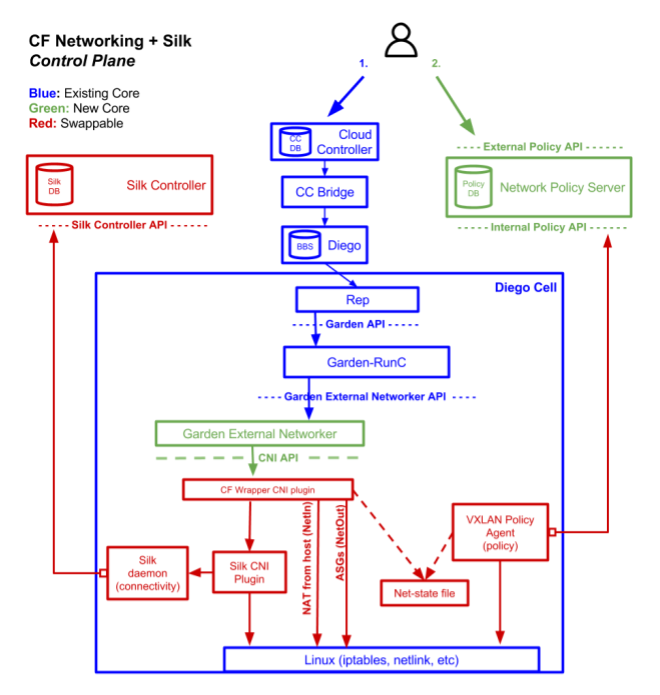 CF Networking + Silk
Control Plane
Blue: Existing Core
Green: New Core
Red: Swappable
1.
2.
CC
DB
Cloud
Controller
External Policy API
Silk
DB
Silk Controller
CC Bridge
Policy
DB
Network Policy Server
Silk Controller API
BBS
Diego
Internal Policy API
Diego Cell
Rep
Garden API
Garden-RunC
Garden External Networker API
Garden External Networker
CNI API
CF Wrapper CNI plugin
NAT from host (NetIn)
ASGs (NetOut)
VXLAN Policy
Agent
(policy)
Silk
daemon
(connectivity)
Silk CNI
Plugin
Net-state file
Linux (iptables, netlink, etc)